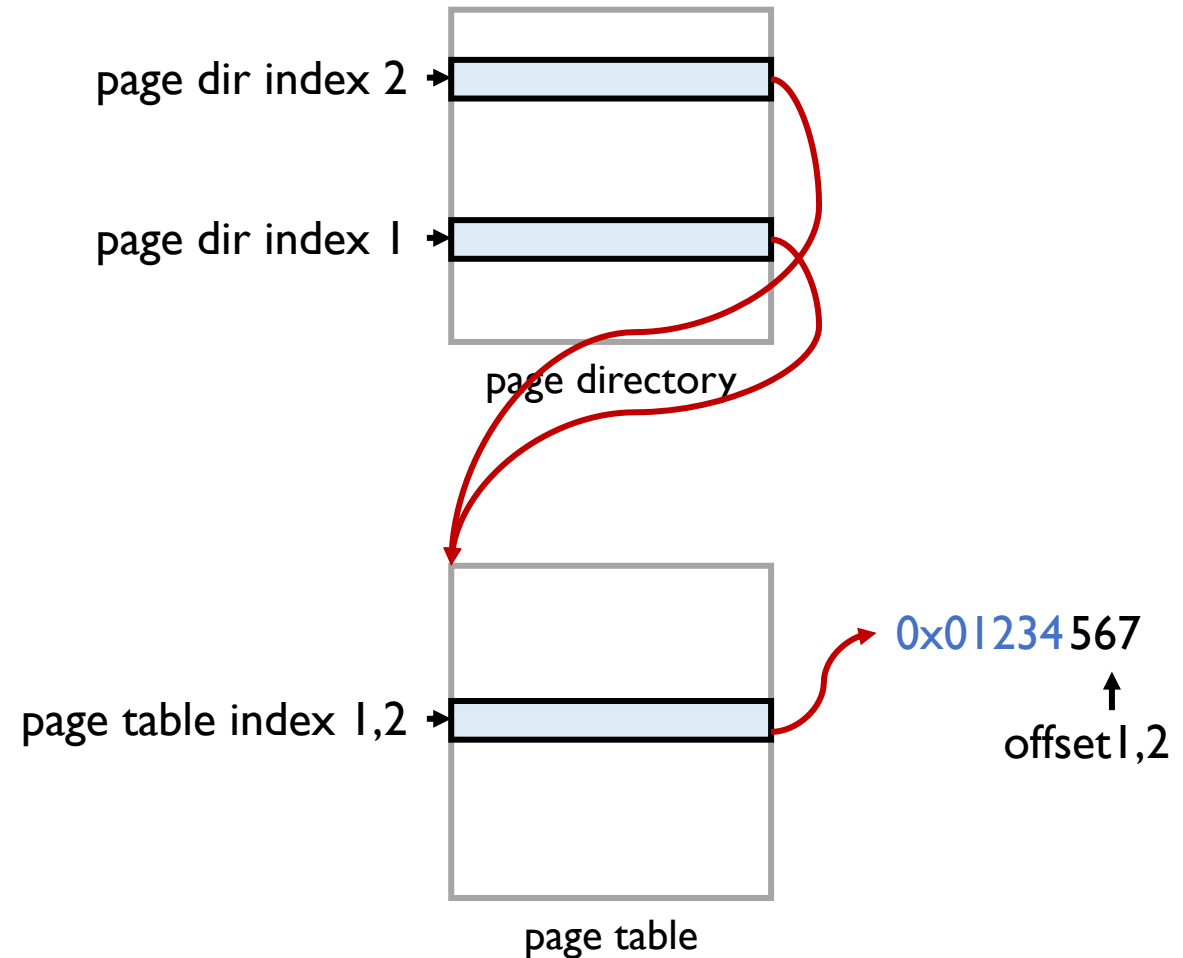 page dir index 2
page dir index 1
page directory
0x01234567
page table index 1,2
offset1,2
page table